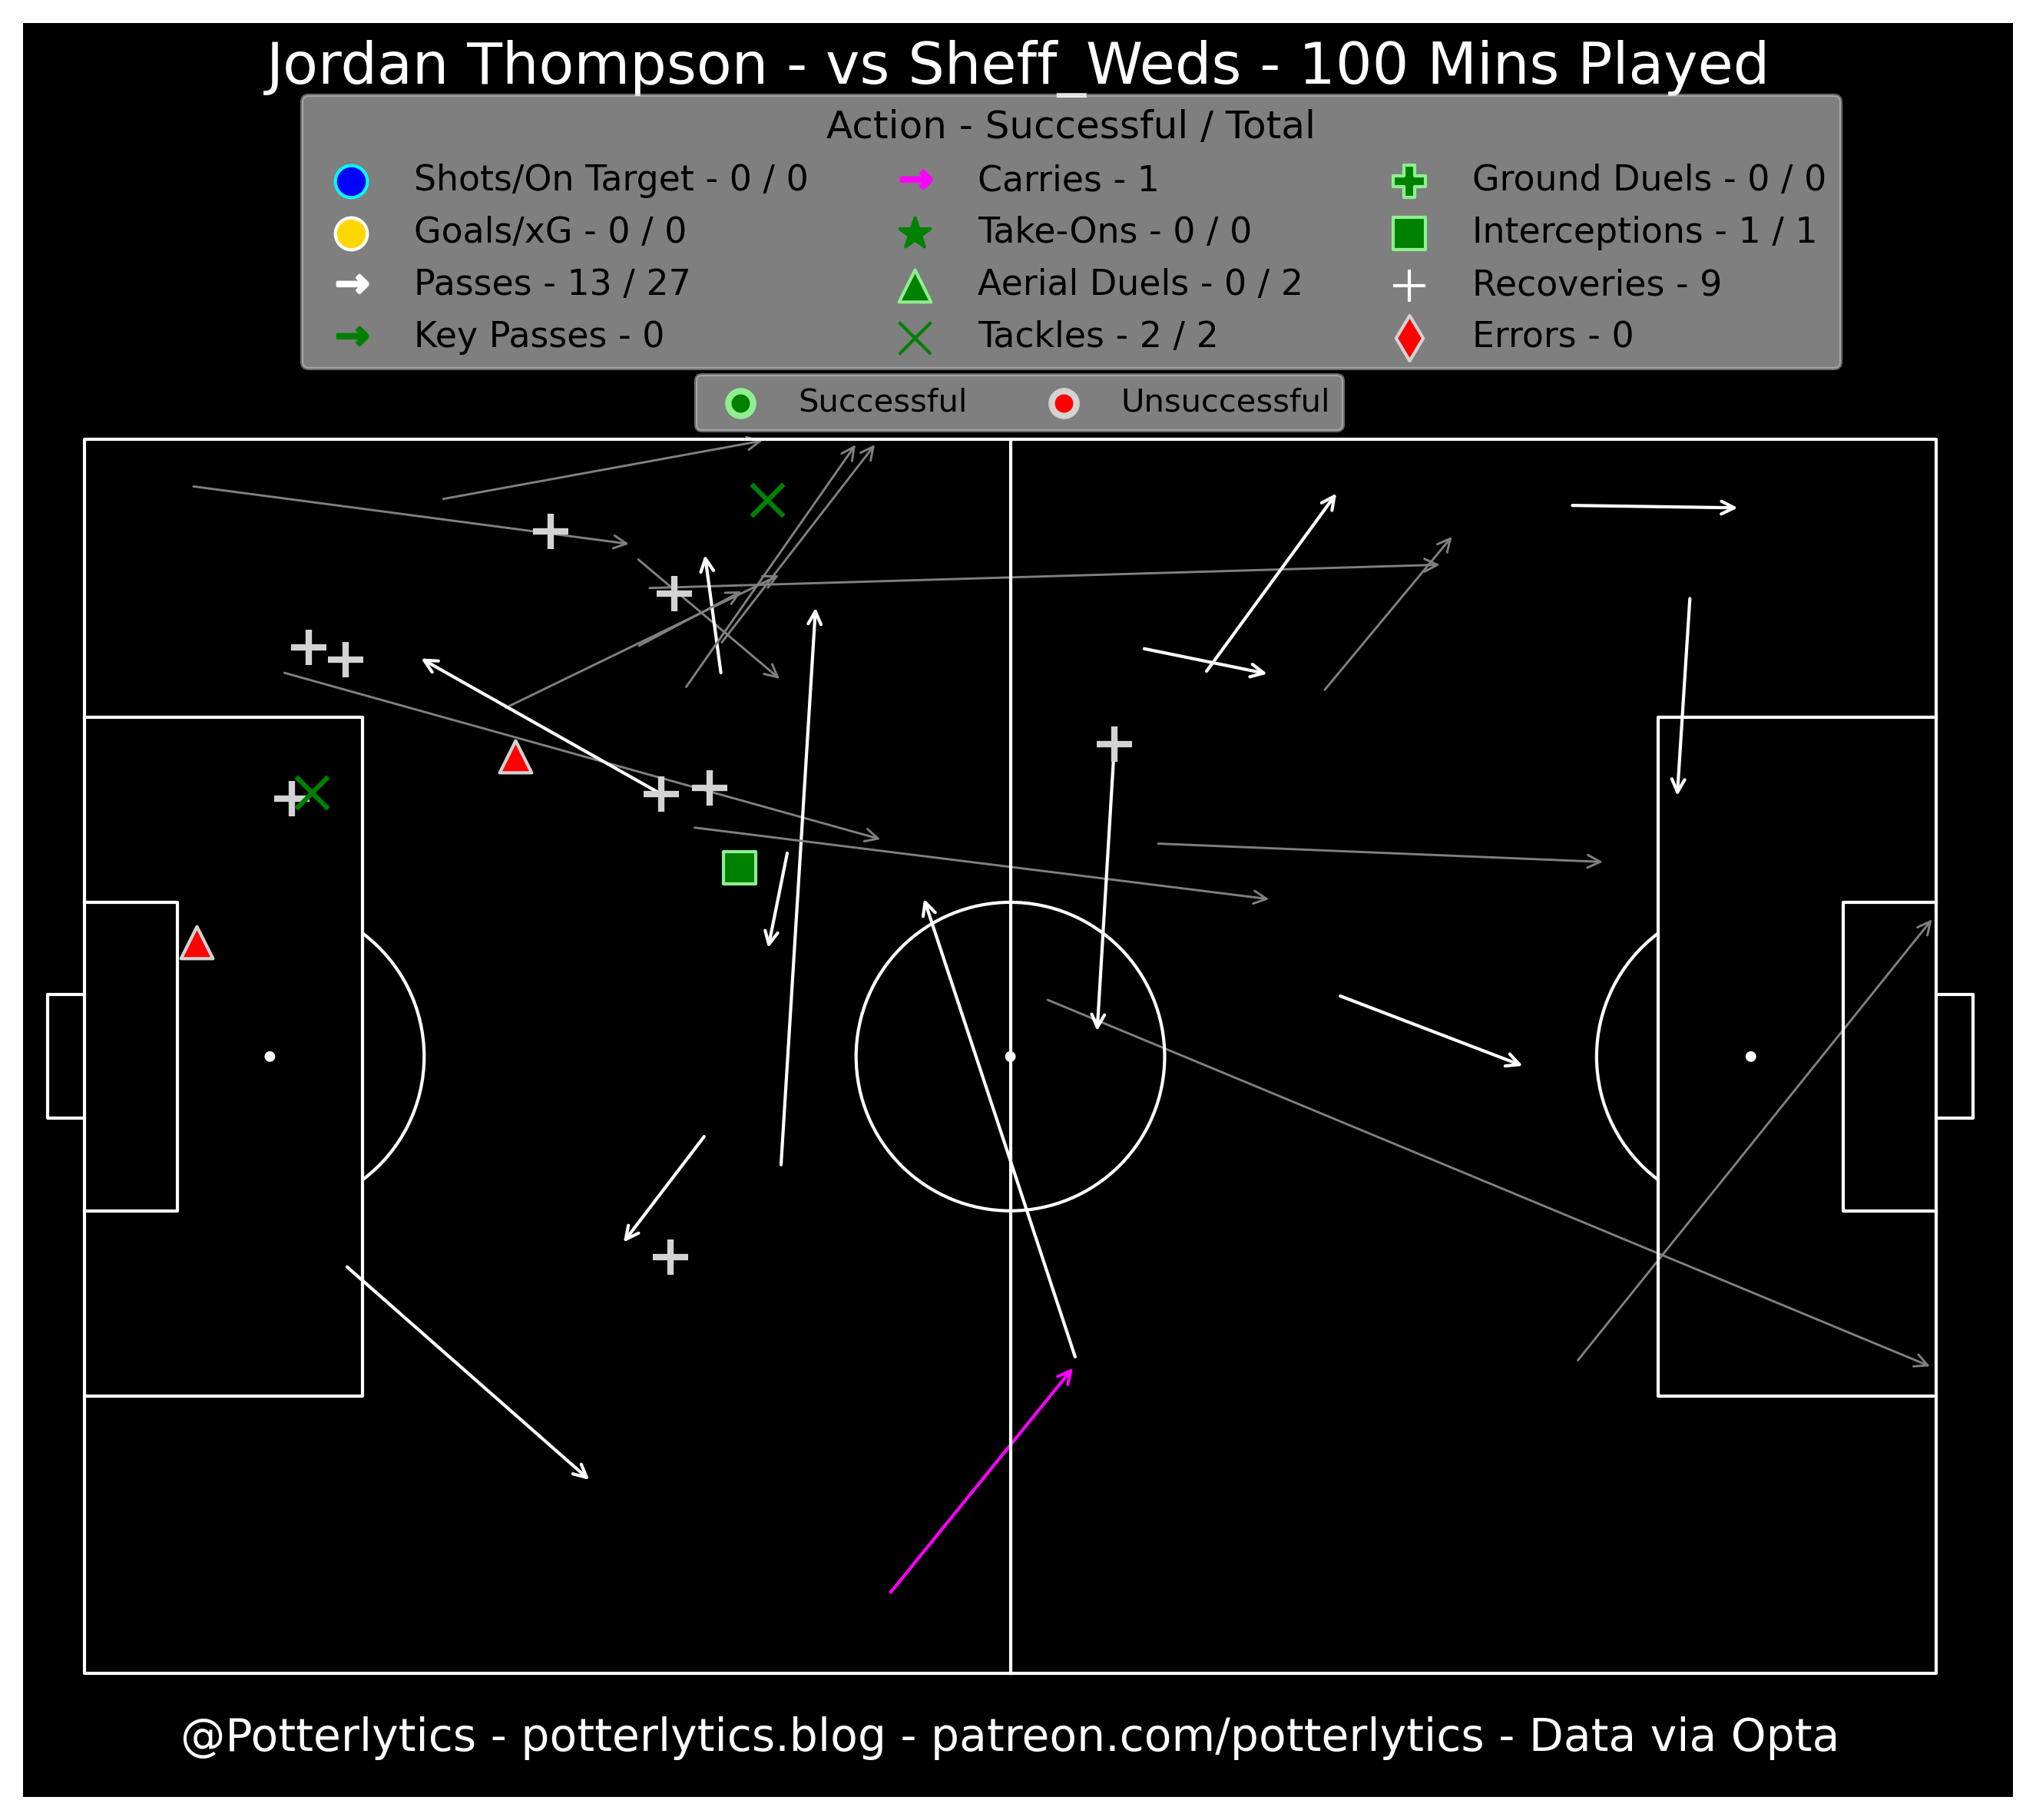 Jordan Thompson - vs Sheff_Weds - 100 Mins Played
Action - Successful / Total
Shots/On Target - 0 / 0
Goals/xG - 0 / 0
Passes - 13 / 27
Key Passes - 0
Carries - 1
Take-Ons - 0 / 0
Aerial Duels - 0 / 2
Tackles - 2 / 2
Ground Duels - 0 / 0
Interceptions - 1 / 1
Recoveries - 9
Errors - 0
Successful
Unsuccessful
@Potterlytics - potterlytics.blog - patreon.com/potterlytics - Data via Opta